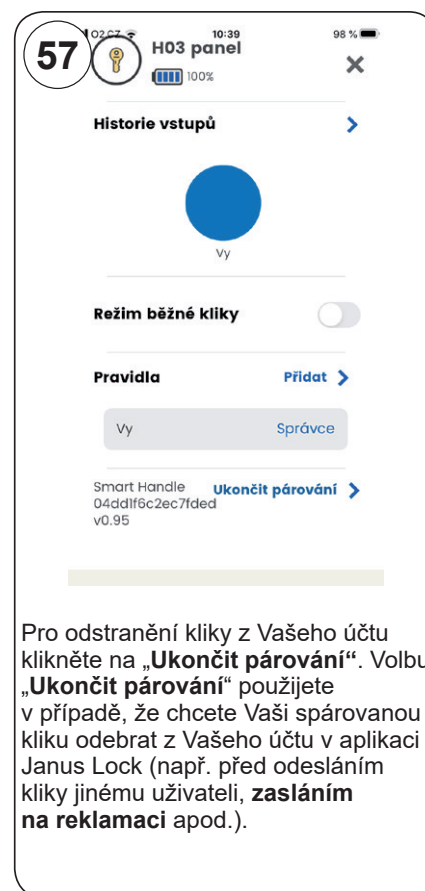 57
O2.CZ 10:39 98 %
H03 panel
100%
Historie vstupů
Vy
Režim běžné kliky
Pravidla Přidat
Vy Správce
Smart Handle Ukončit párování
04dd1f6c2ec7fded
v0.95
Pro odstranění kliky z Vašeho účtu
klikněte na „Ukončit párování“. Volbu
„Ukončit párování“ použijete
v případě, že chcete Vaši spárovanou
kliku odebrat z Vašeho účtu v aplikaci
Janus Lock (např. před odesláním
kliky jinému uživateli, zasláním
na reklamaci apod.).